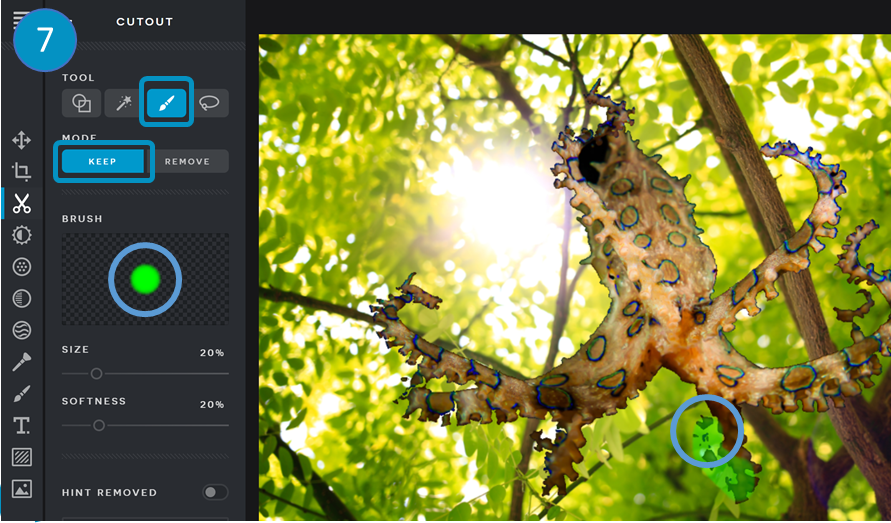 7
CUTOUT
TOOL
MODE
KEEP REMOVE
BRUSH
SIZE 20%
SOFTNESS 20%
HINT REMOVED